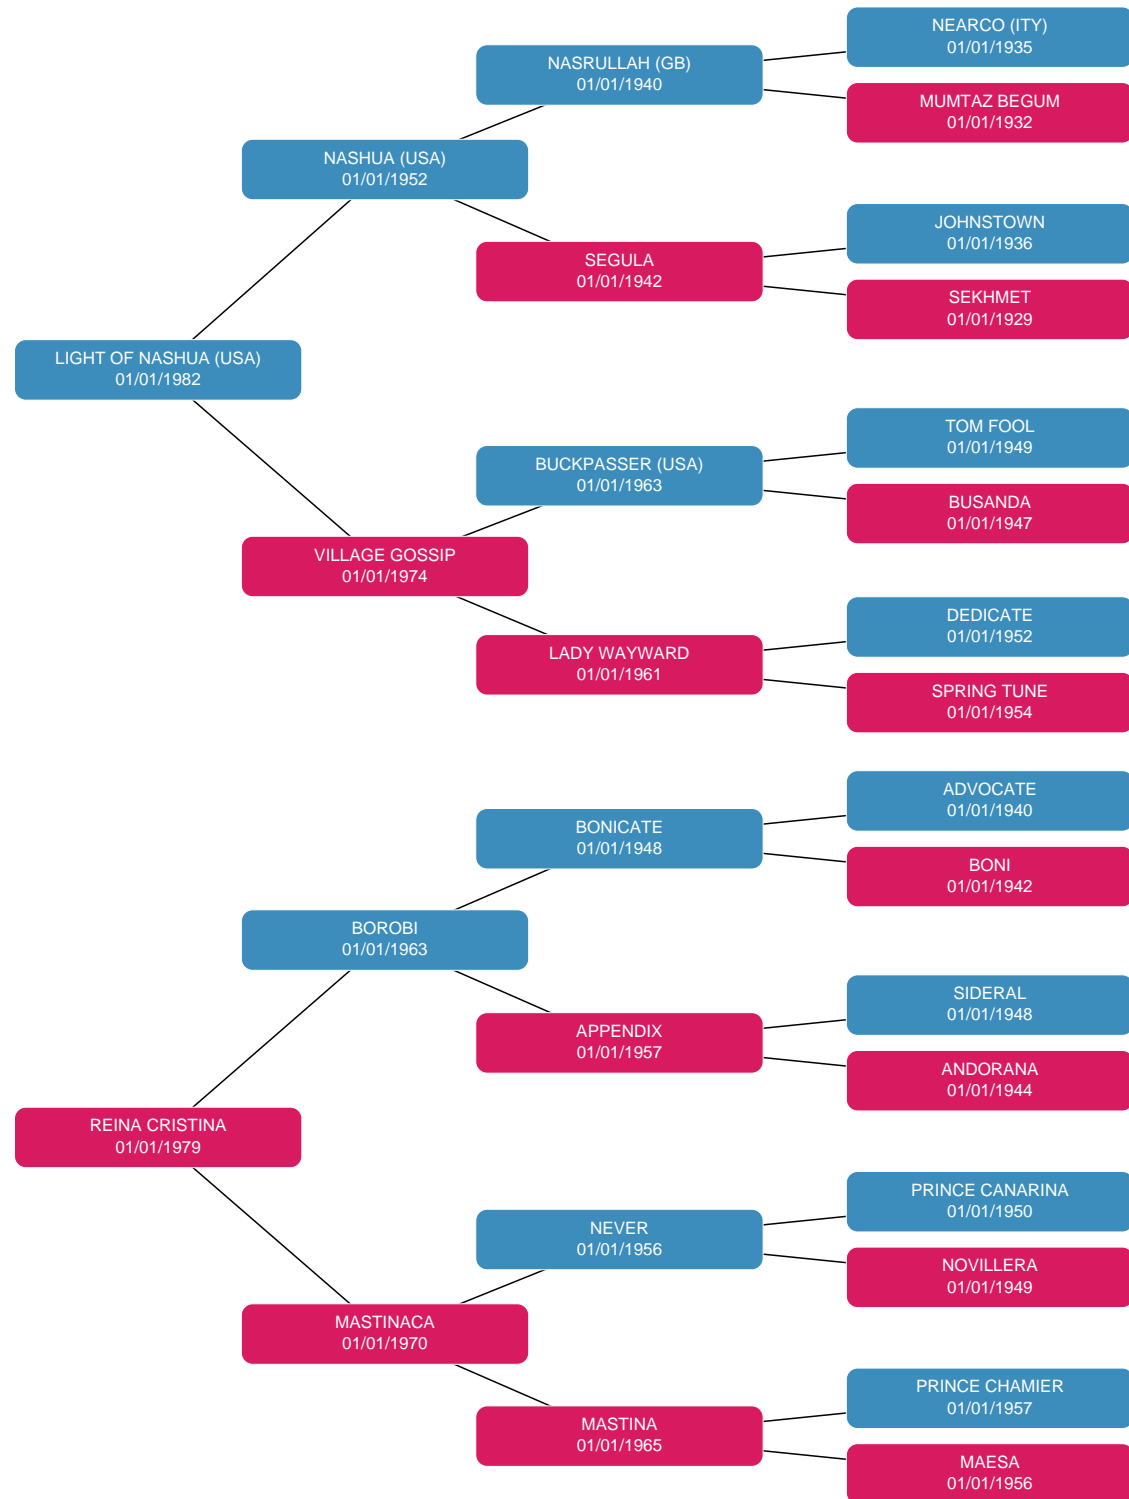 NEARCO (ITY)
01/01/1935
NASRULLAH (GB)
01/01/1940
MUMTAZ BEGUM
01/01/1932
NASHUA (USA)
01/01/1952
JOHNSTOWN
01/01/1936
SEGULA
01/01/1942
SEKHMET
01/01/1929
LIGHT OF NASHUA (USA)
01/01/1982
TOM FOOL
01/01/1949
BUCKPASSER (USA)
01/01/1963
BUSANDA
01/01/1947
VILLAGE GOSSIP
01/01/1974
DEDICATE
01/01/1952
LADY WAYWARD
01/01/1961
SPRING TUNE
01/01/1954
ADVOCATE
01/01/1940
BONICATE
01/01/1948
BONI
01/01/1942
BOROBI
01/01/1963
SIDERAL
01/01/1948
APPENDIX
01/01/1957
ANDORANA
01/01/1944
REINA CRISTINA
01/01/1979
PRINCE CANARINA
01/01/1950
NEVER
01/01/1956
NOVILLERA
01/01/1949
MASTINACA
01/01/1970
PRINCE CHAMIER
01/01/1957
MASTINA
01/01/1965
MAESA
01/01/1956